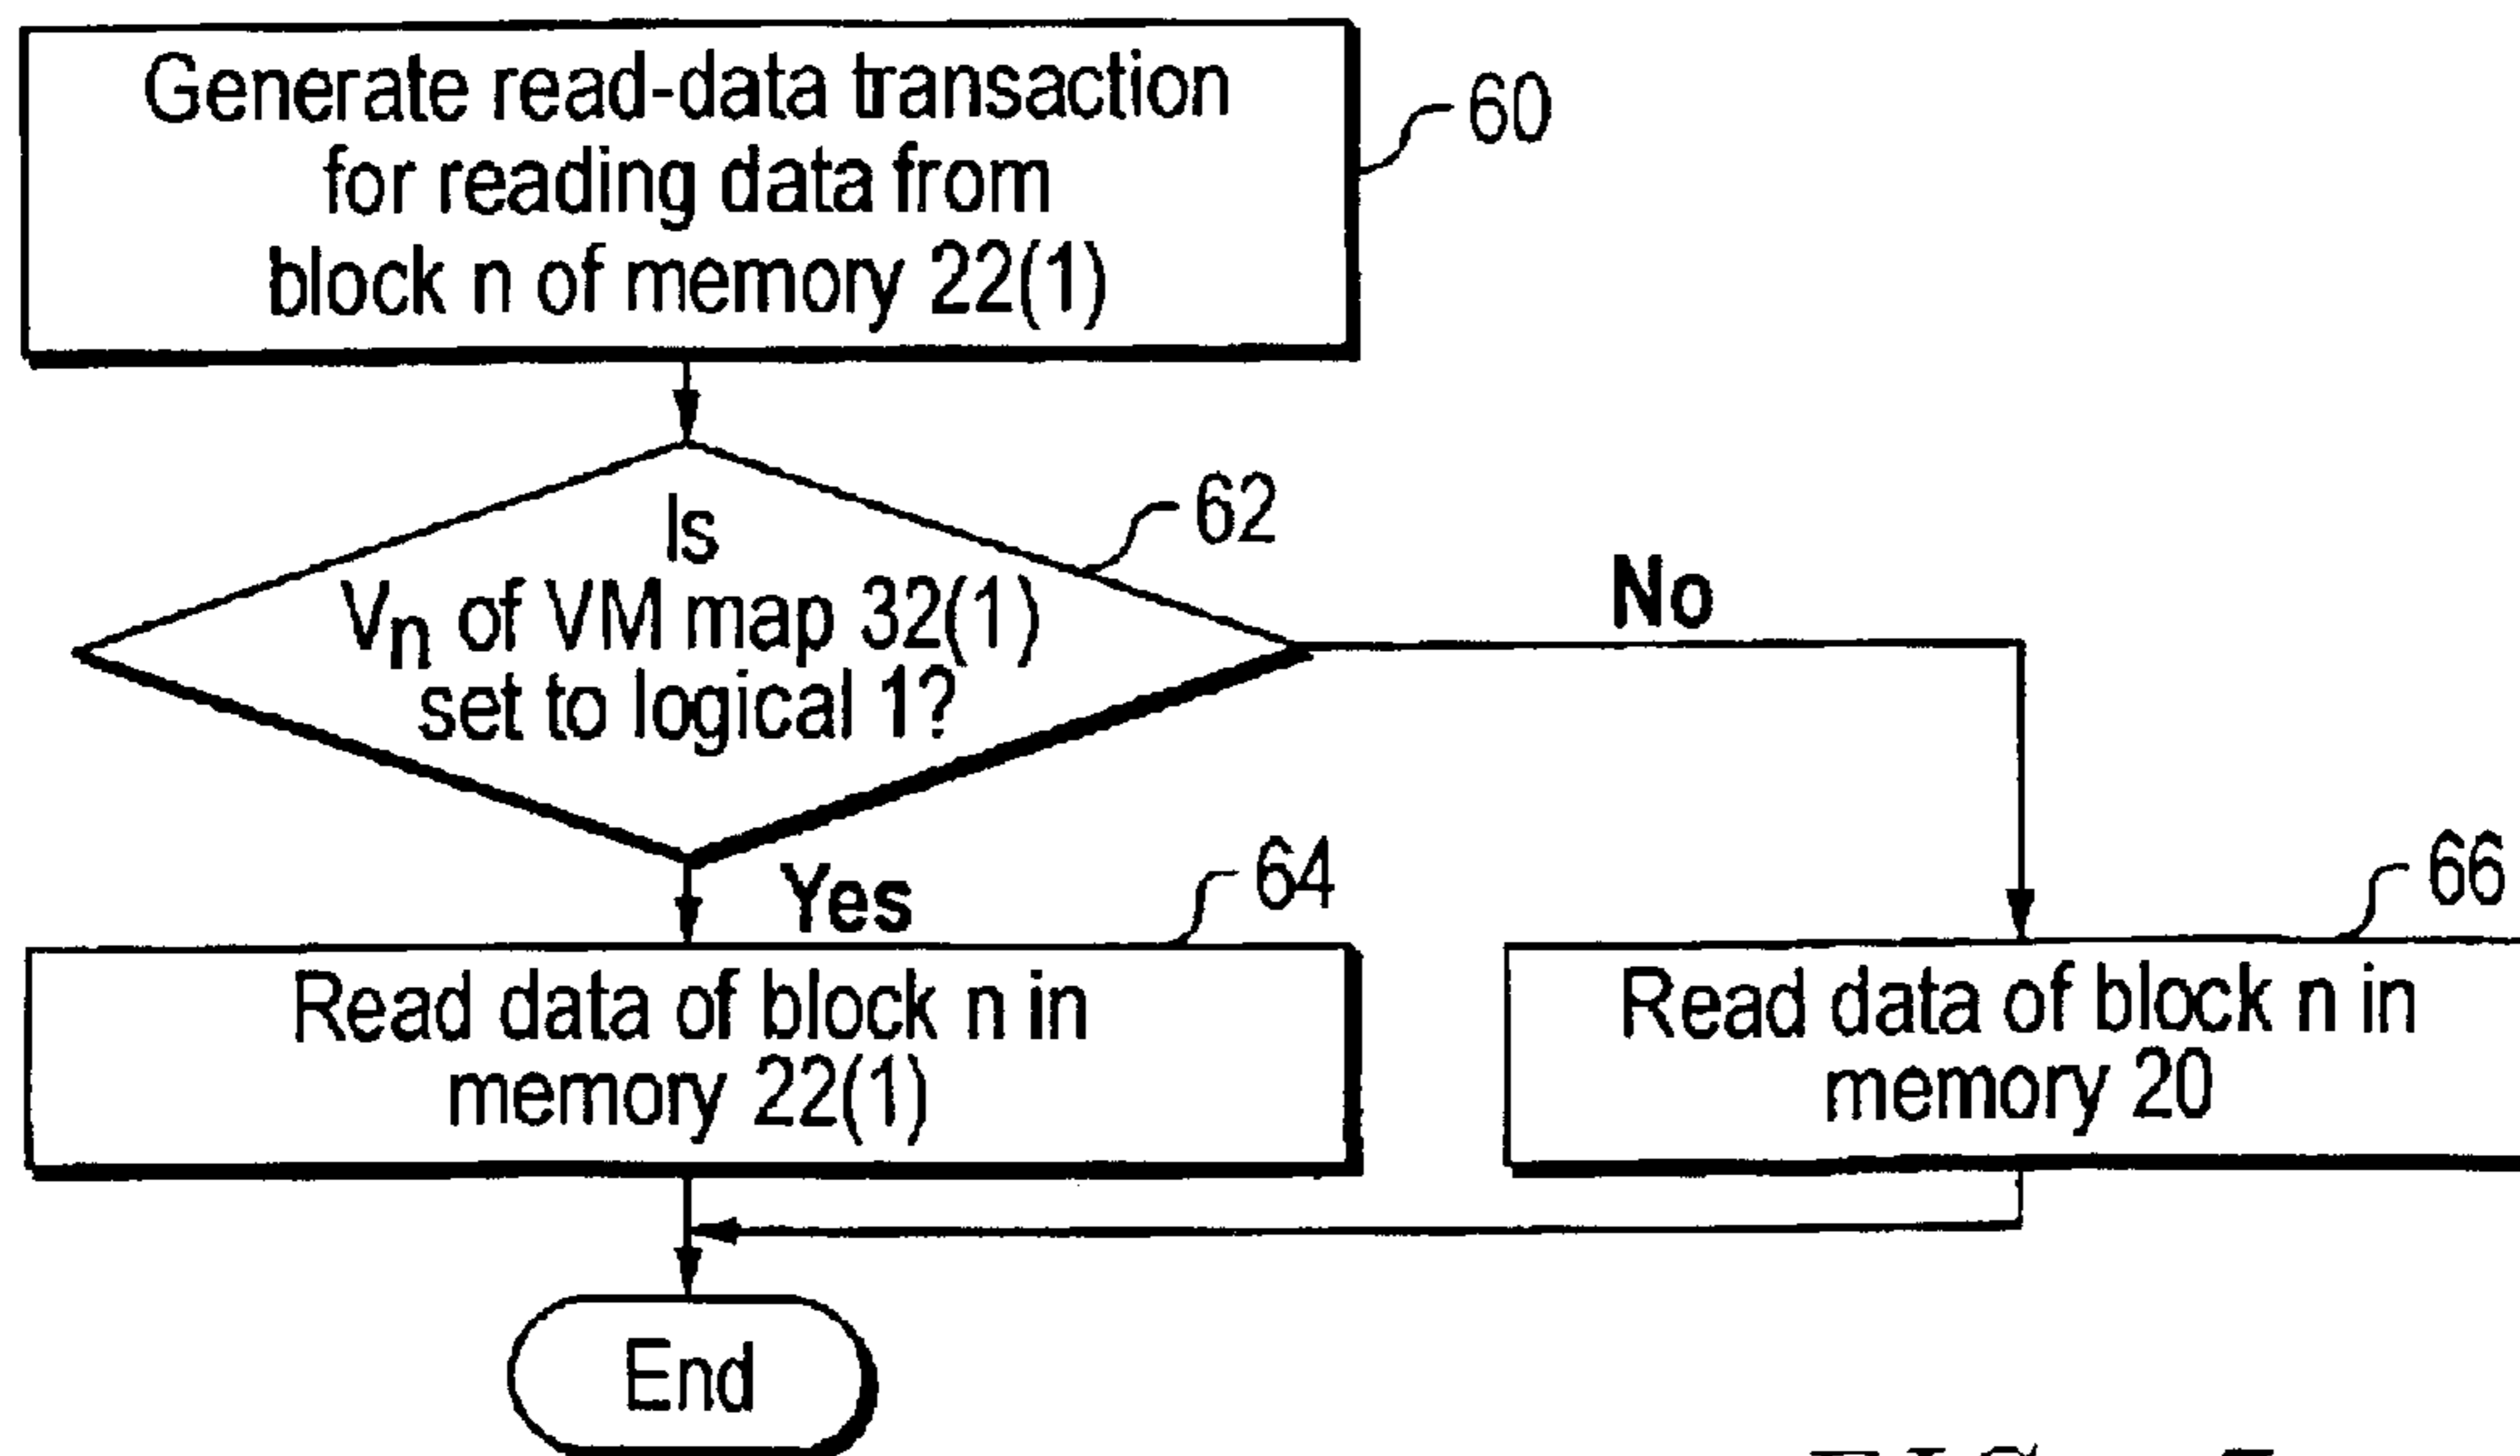 Generate read-data transaction
for reading data from
block n of memory 22(1)
60
Is
Vn of VM map 32(1)
set to logical 1?
62
No
Yes
64
Read data of block n in
memory 22(1)
66
Read data of block n in
memory 20
End